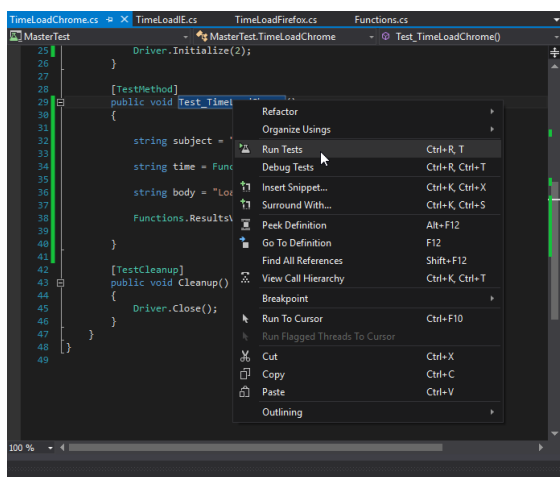 TimeLoadChrome.cs TimeLoadIE.cs TimeLoadFirefox.cs Functions.cs
MasterTest MasterTest.TimeLoadChrome Test_TimeLoadChrome()
25 Driver.Initialize(2);
26 }
27
28 [TestMethod]
29 public void Test_TimeL
30 {
31
32 string subject = "
33
34 string time = Func
35
36 string body = "Loa
37
38 Functions.Results
39
40 }
41
42 [TestCleanup]
43 public void Cleanup()
44 {
45 Driver.Close();
46 }
47 }
48 }
49
Refactor
Organize Usings
Run Tests Ctrl+R, T
Debug Tests Ctrl+R, Ctrl+T
Insert Snippet... Ctrl+K, Ctrl+X
Surround With... Ctrl+K, Ctrl+S
Peek Definition Alt+F12
Go To Definition F12
Find All References Shift+F12
View Call Hierarchy Ctrl+K, Ctrl+T
Breakpoint
Run To Cursor Ctrl+F10
Run Flagged Threads To Cursor
Cut Ctrl+X
Copy Ctrl+C
Paste Ctrl+V
Outlining
100 %